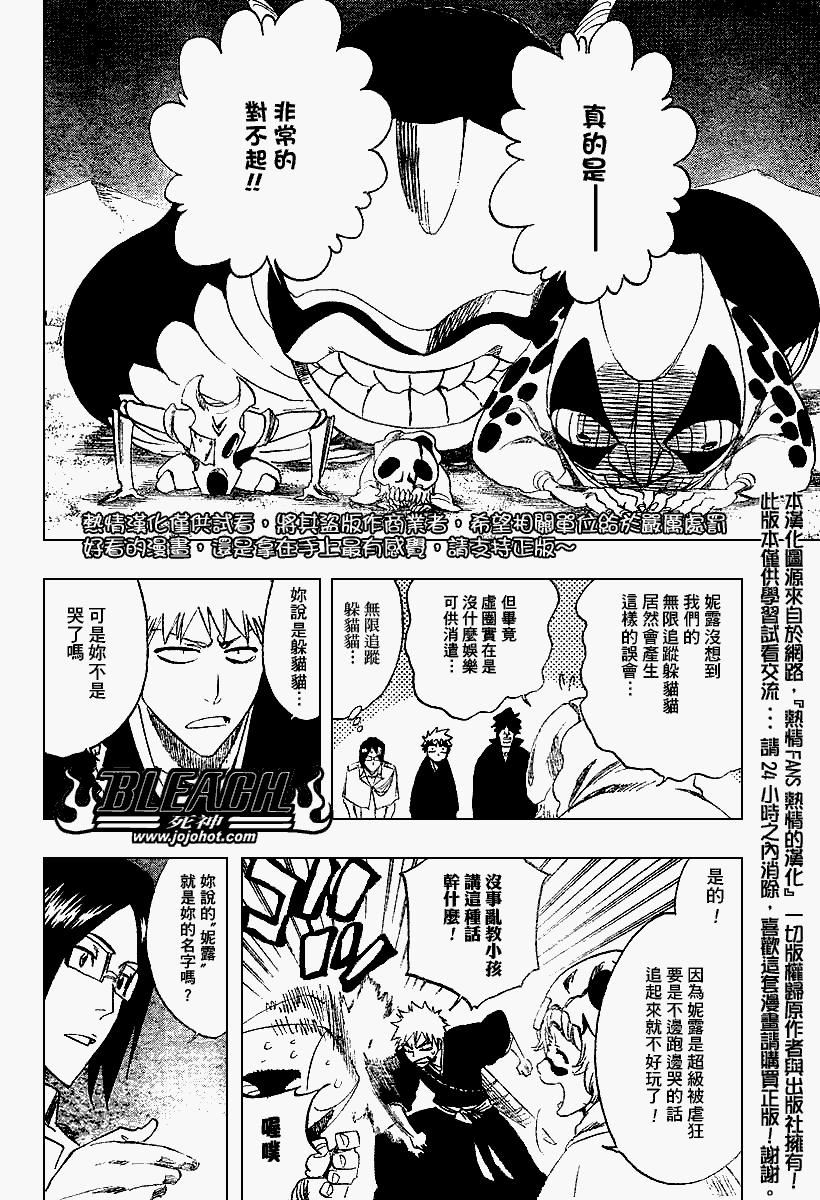 真的是——
非常的
對不起!!
熱情漢化僅供試看,將其盜版作商業者,希望相關單位給於嚴厲處罰
好看的漫畫,還是拿在手上最有感覺,請支持正版～
妮露沒想到
我們的
無限追蹤躲貓貓
居然會產生
這樣的誤會…
但畢竟
虛圈實在是
沒什麼娛樂
可供消遣…
無限追蹤
躲貓貓…
妳說是躲貓貓…
可是妳不是
哭了嗎
BLEACH
死神
www.jojohot.com
是的!
因為妮露是超級被虐狂
要是不邊跑邊哭的話
追起來就不好玩了!
沒事亂教小孩
講這種話
幹什麼!
喔噗
妳說的"妮露"
就是妳的名字嗎?
本漢化圖源來自於網路,『熱情FANS 熱情的漢化』一切版權歸原作者與出版社擁有!
此版本僅供學習試看交流… 請24小時之內消除,喜歡這套漫畫請購買正版!謝謝。